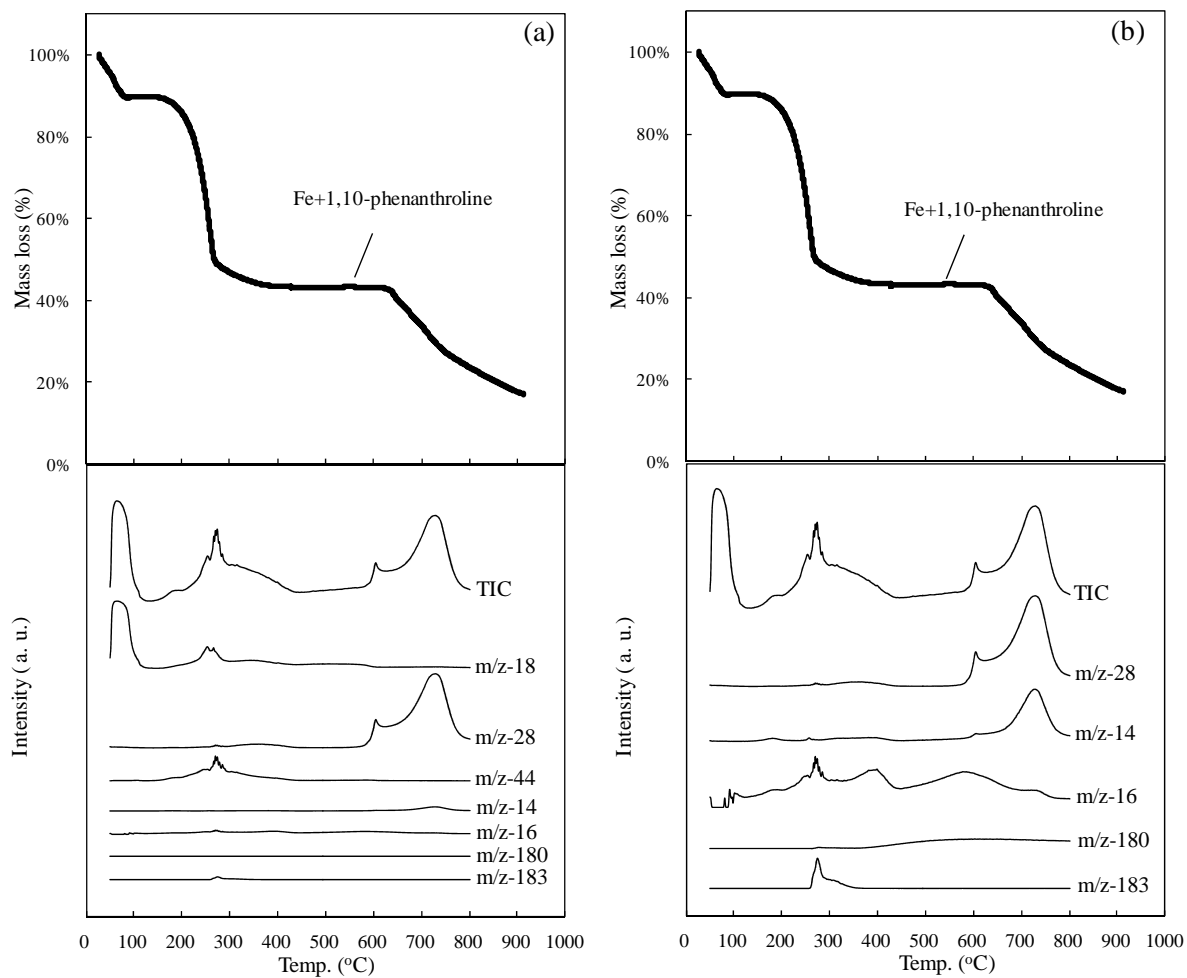 (a)
100%
80%
60%
40%
20%
0%
Mass loss (%)
Fe+1,10-phenanthroline
TIC
m/z-18
m/z-28
m/z-44
m/z-14
m/z-16
m/z-180
m/z-183
Intensity ( a. u.)
0 100 200 300 400 500 600 700 800 900 1000
Temp. (ºC)
(b)
100%
80%
60%
40%
20%
0%
Mass loss (%)
Fe+1,10-phenanthroline
TIC
m/z-28
m/z-14
m/z-16
m/z-180
m/z-183
Intensity ( a. u.)
0 100 200 300 400 500 600 700 800 900 1000
Temp. (ºC)